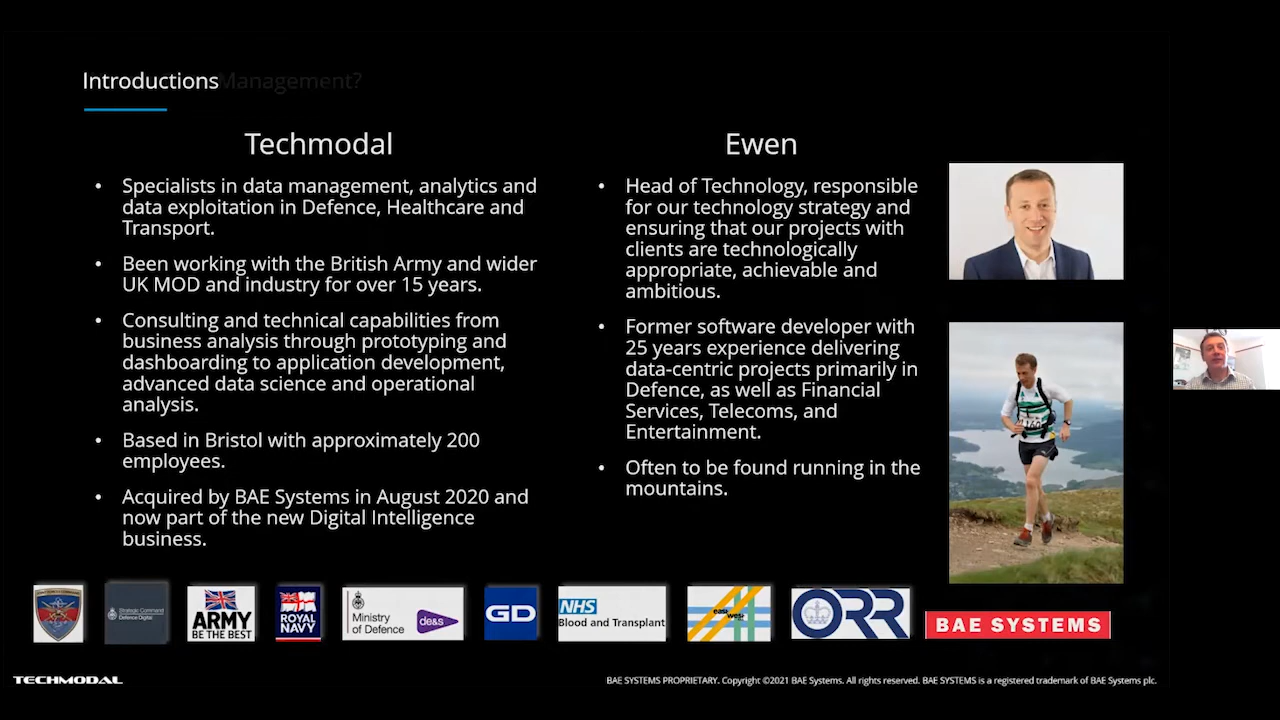 Introductions Management?
Techmodal
• Specialists in data management, analytics and
data exploitation in Defence, Healthcare and
Transport.
• Been working with the British Army and wider
UK MOD and industry for over 15 years.
• Consulting and technical capabilities from
business analysis through prototyping and
dashboarding to application development,
advanced data science and operational
analysis.
• Based in Bristol with approximately 200
employees.
• Acquired by BAE Systems in August 2020 and
now part of the new Digital Intelligence
business.
Ewen
• Head of Technology, responsible
for our technology strategy and
ensuring that our projects with
clients are technologically
appropriate, achievable and
ambitious.
• Former software developer with
25 years experience delivering
data-centric projects primarily in
Defence, as well as Financial
Services, Telecoms, and
Entertainment.
• Often to be found running in the
mountains.
Strategic Command
Defence Digital
ARMY
BE THE BEST
ROYAL
NAVY
Ministry
of Defence
de&s
GD
NHS
Blood and Transplant
east
west
ORR
BAE SYSTEMS
TECHMODAL
BAE SYSTEMS PROPRIETARY. Copyright ©2021 BAE Systems. All rights reserved. BAE SYSTEMS is a registered trademark of BAE Systems plc.